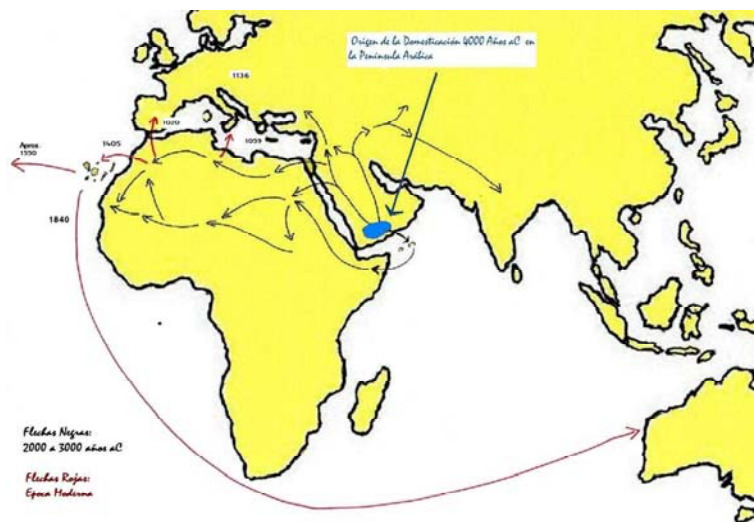 Origen de la Domesticación 4000 Años aC en
la Península Arábica
1136
1020
1059
1405
Aprox.
1550
1840
Flechas Negras:
2000 a 3000 años aC
Flechas Rojas:
Epoca Moderna